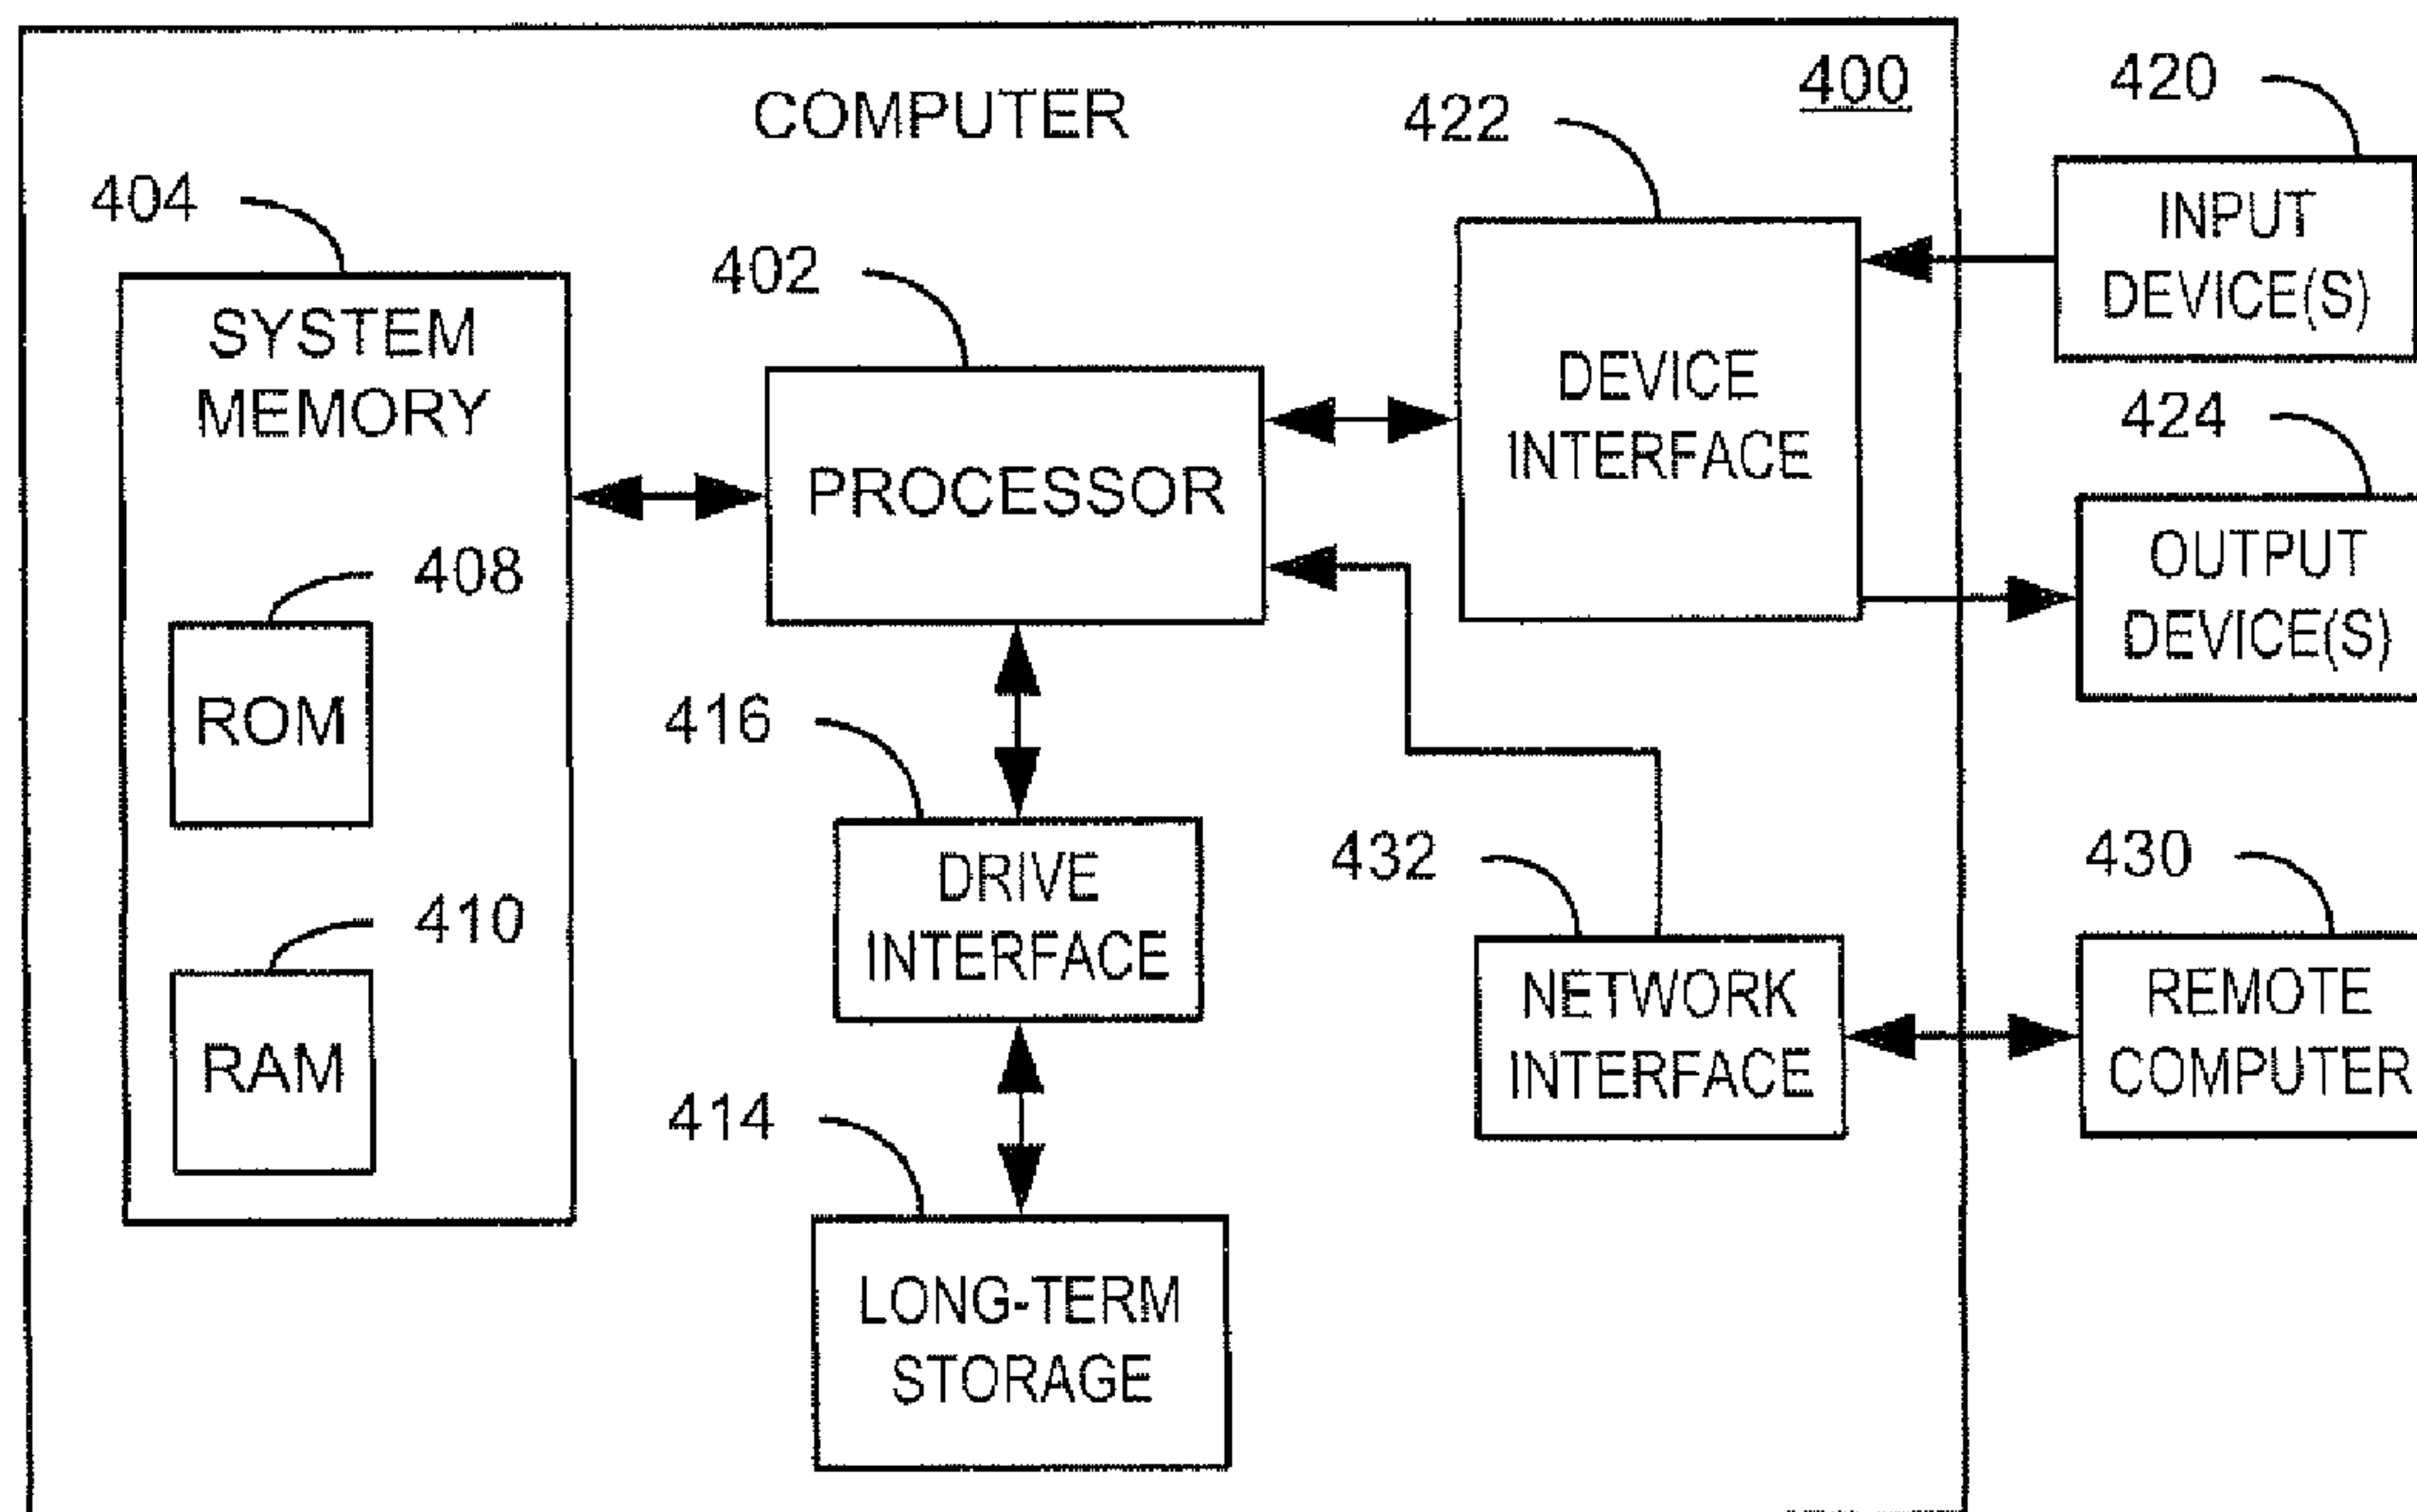 COMPUTER
400
420
422
INPUT
DEVICE(S)
404
SYSTEM
MEMORY
402
PROCESSOR
DEVICE
INTERFACE
424
OUTPUT
DEVICE(S)
408
ROM
410
RAM
416
DRIVE
INTERFACE
414
LONG-TERM
STORAGE
432
NETWORK
INTERFACE
430
REMOTE
COMPUTER